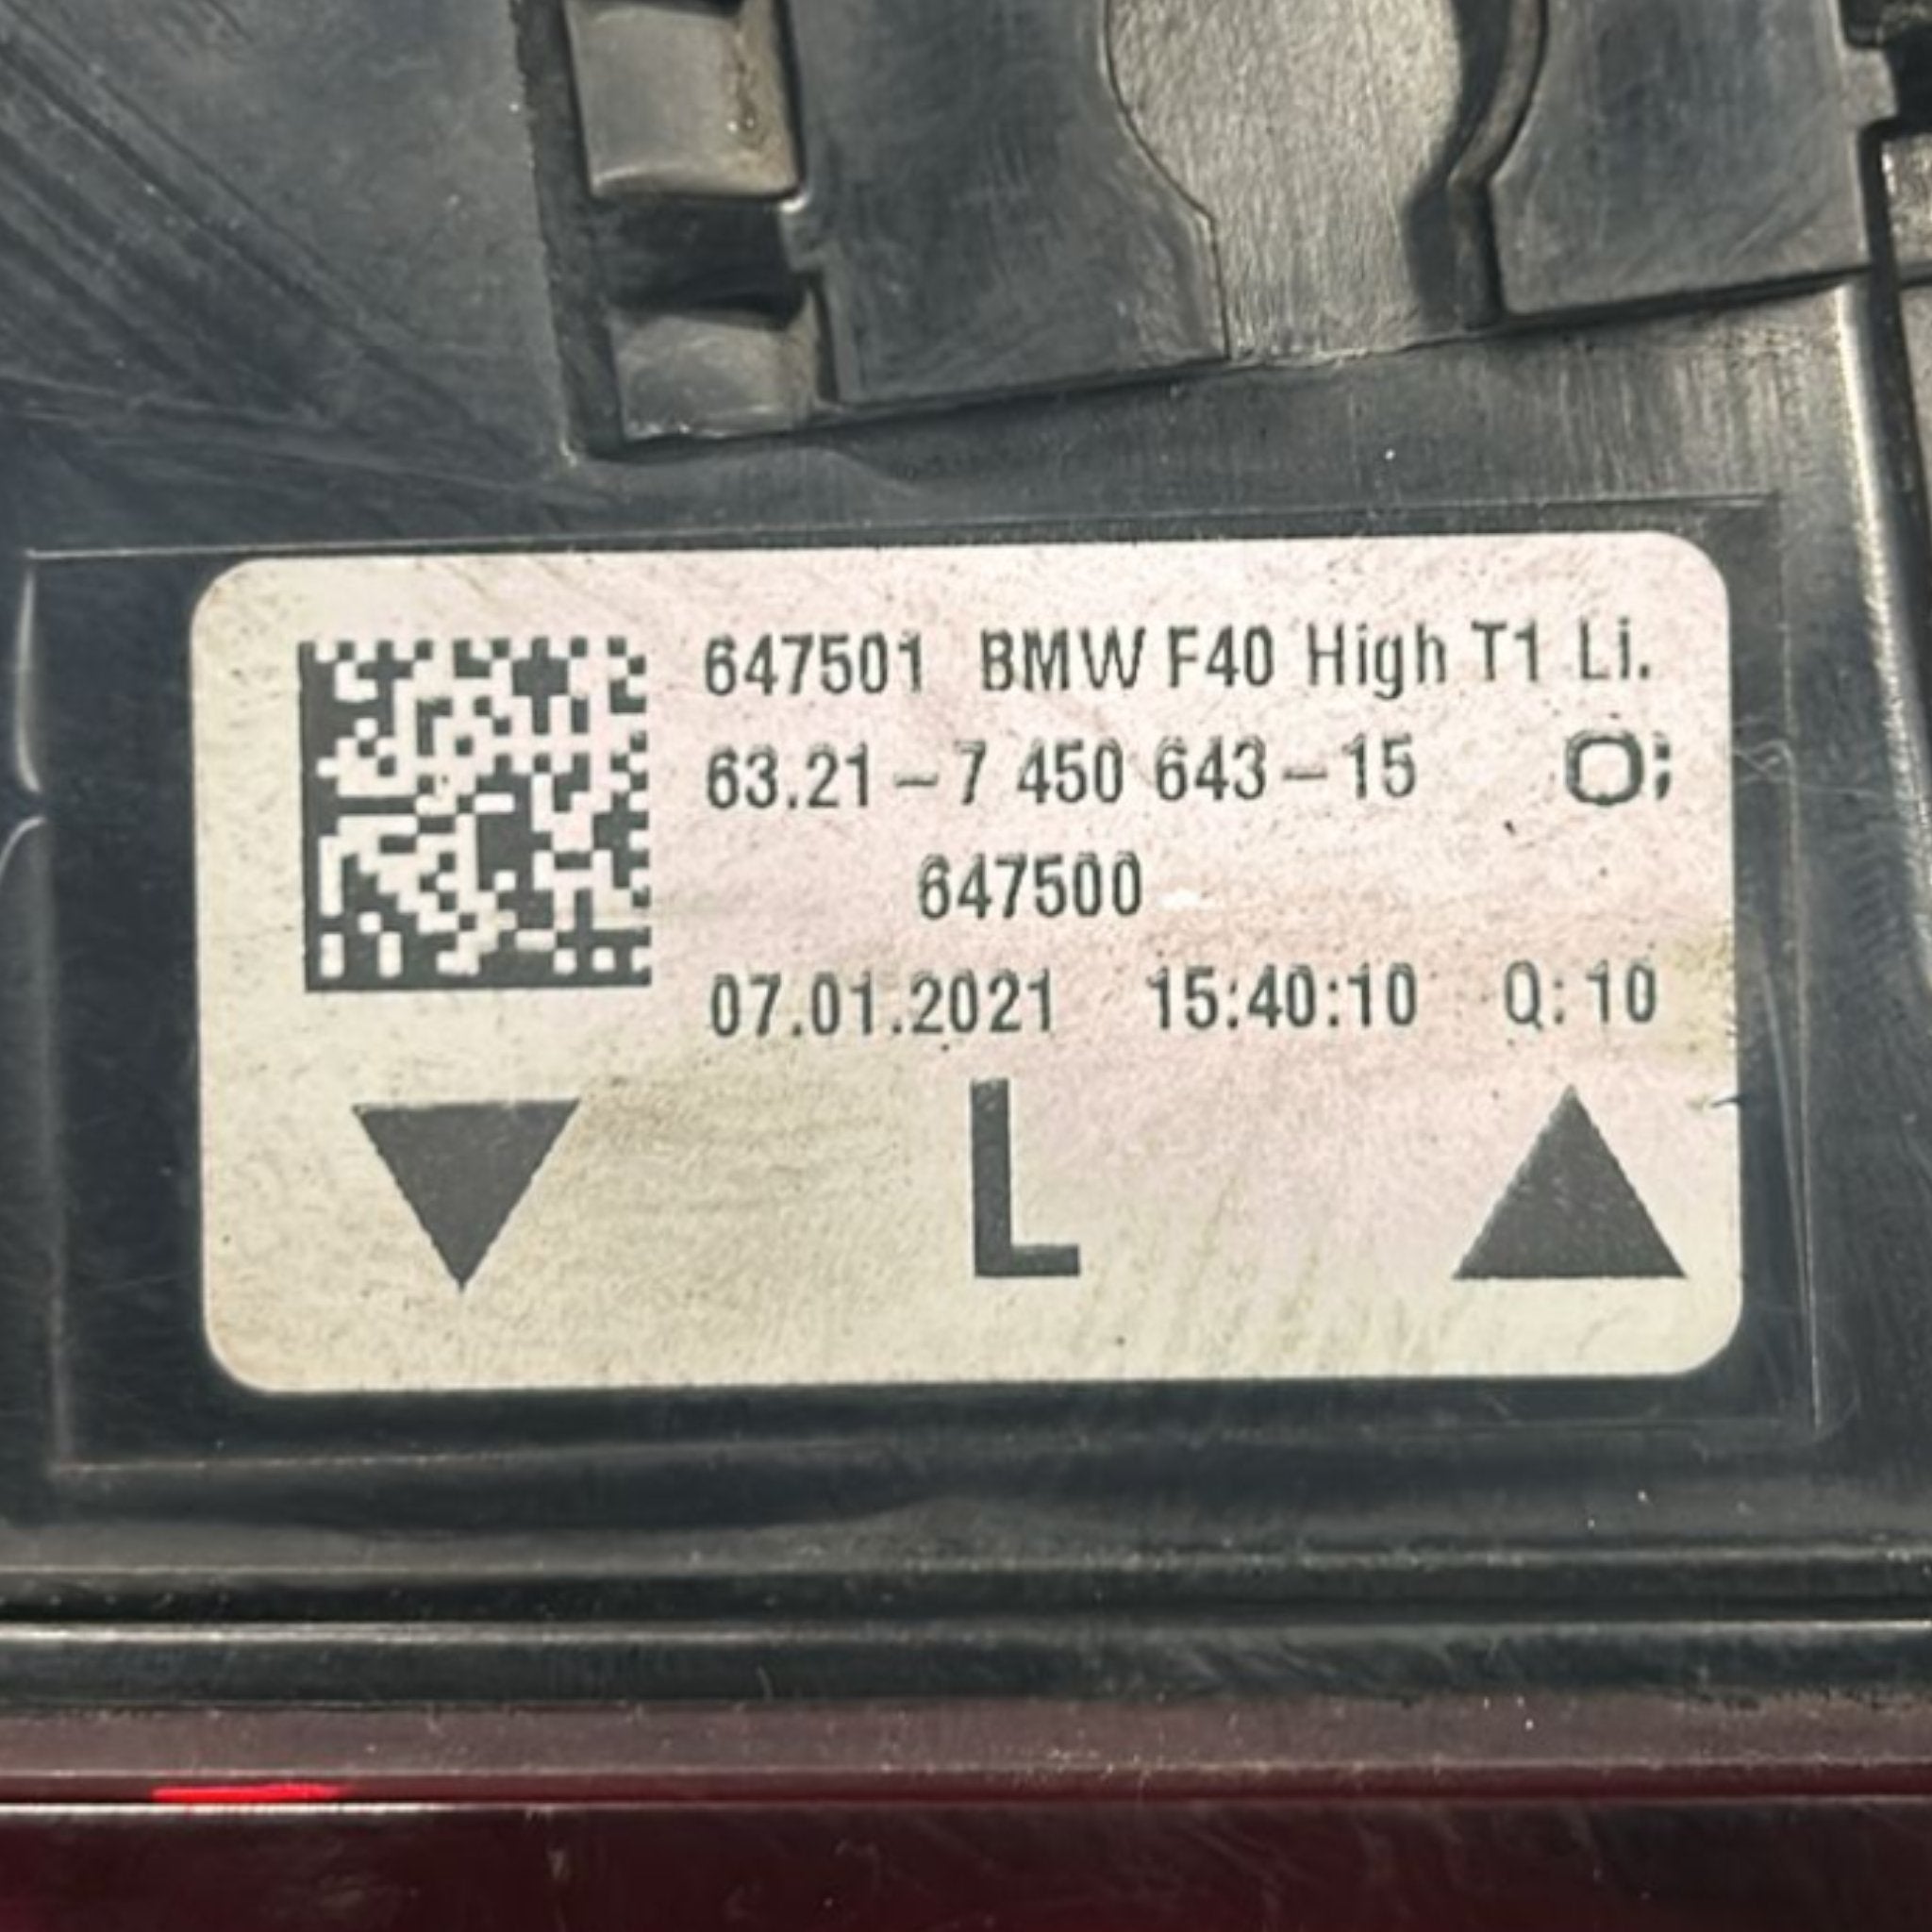 647501 BMW F40 High T1 Li.
63.21-7 450 643-15 O;
647500
07.01.2021 15:40:10 Q:10
L